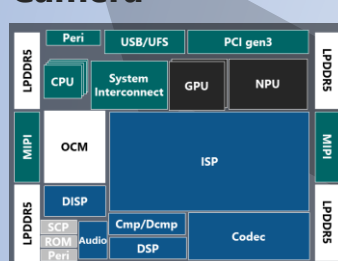 Camera
Peri
USB/UFS
PCI gen3
LPDDR5
LPDDR5
CPU
System
Interconnect
GPU
NPU
MIPI
OCM
ISP
MIPI
DISP
LPDDR5
LPDDR5
SCP
ROM
Peri
Audio
Cmp/Dcmp
DSP
Codec